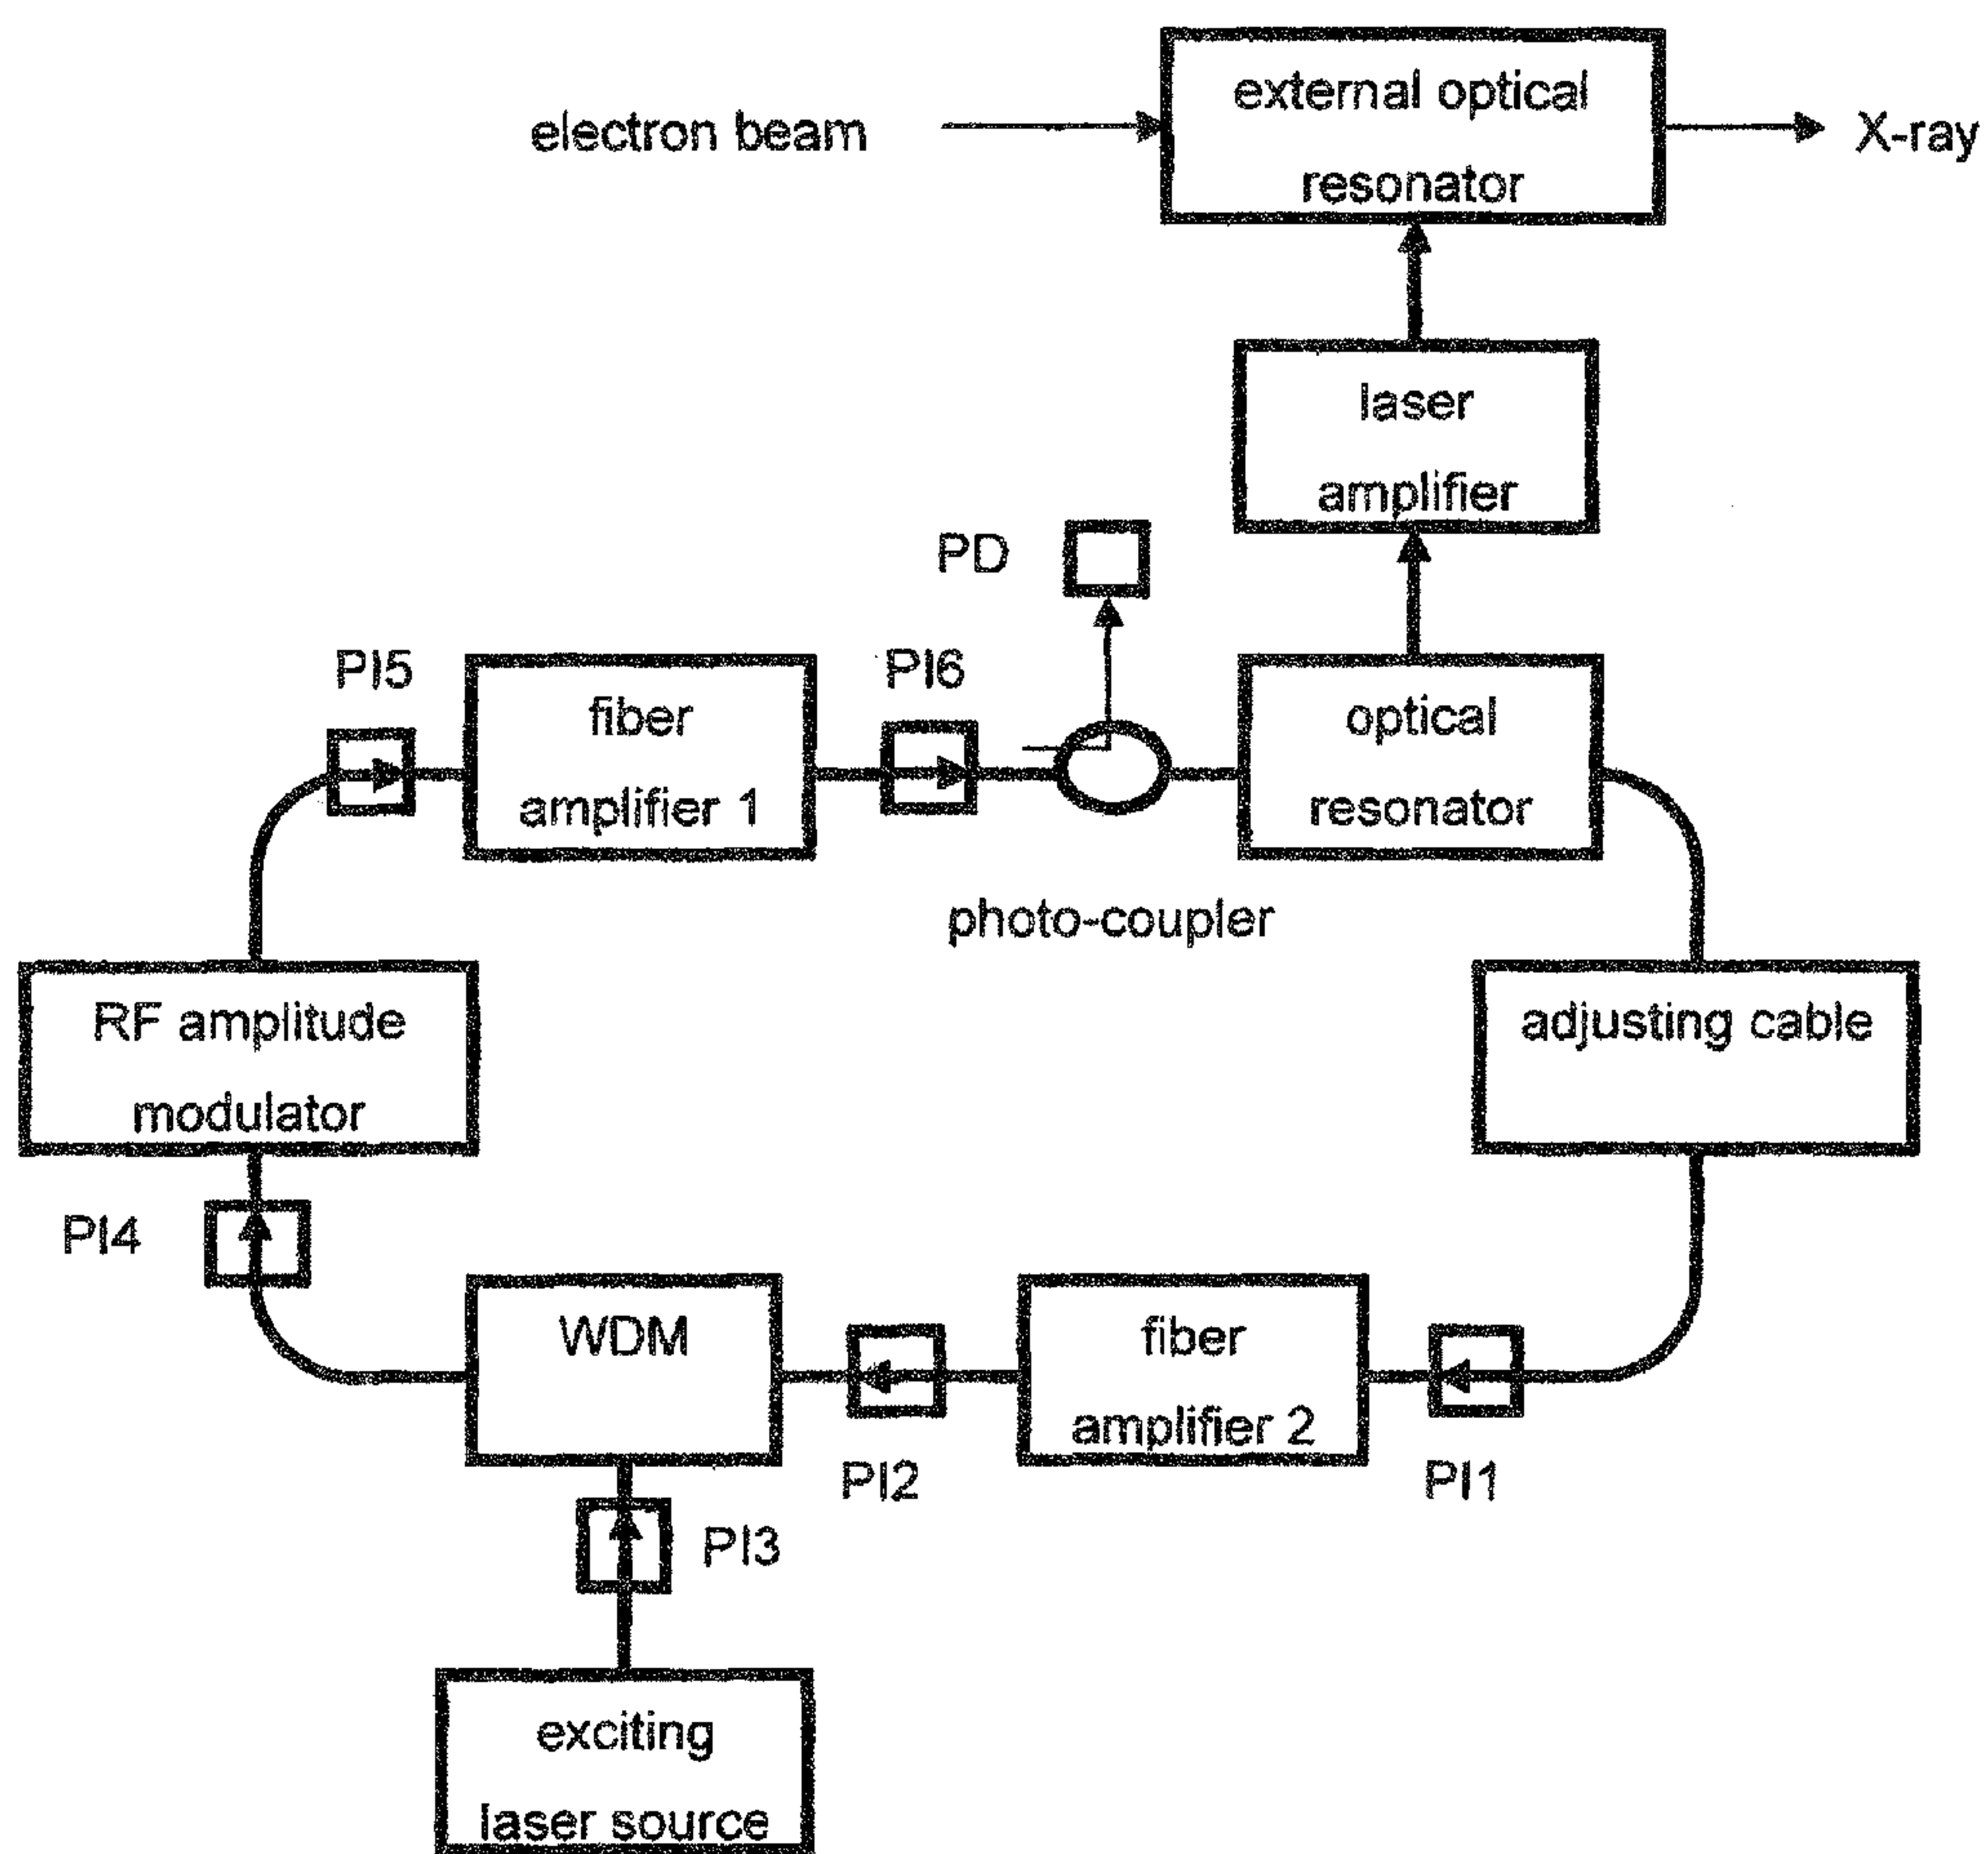 external optical
resonator
electron beam
X-ray
laser
amplifier
PD
PI5
fiber
amplifier 1
PI6
optical
resonator
photo-coupler
RF amplitude
modulator
adjusting cable
PI4
WDM
fiber
amplifier 2
PI2
PI1
PI3
exciting
laser source